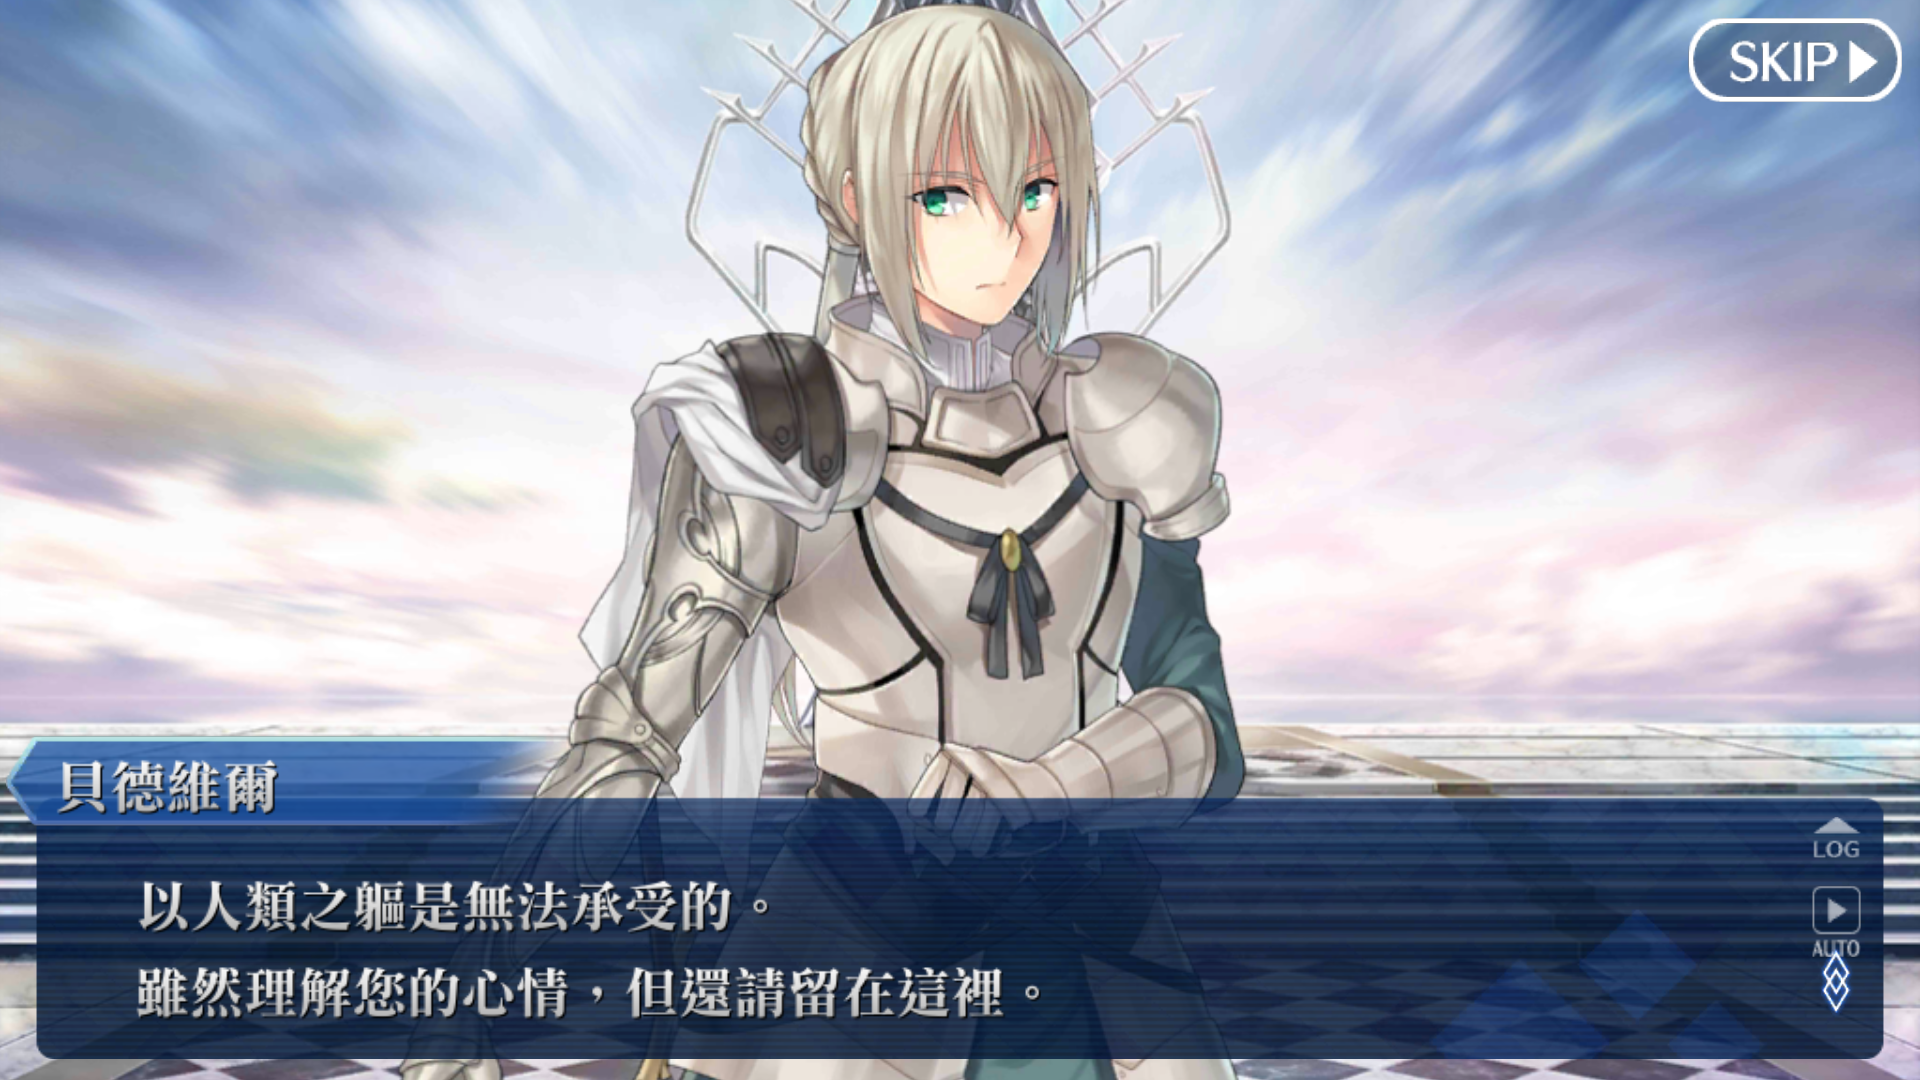 SKIP
貝德維爾
以人類之軀是無法承受的。
雖然理解您的心情，但還請留在這裡。
LOG
AUTO